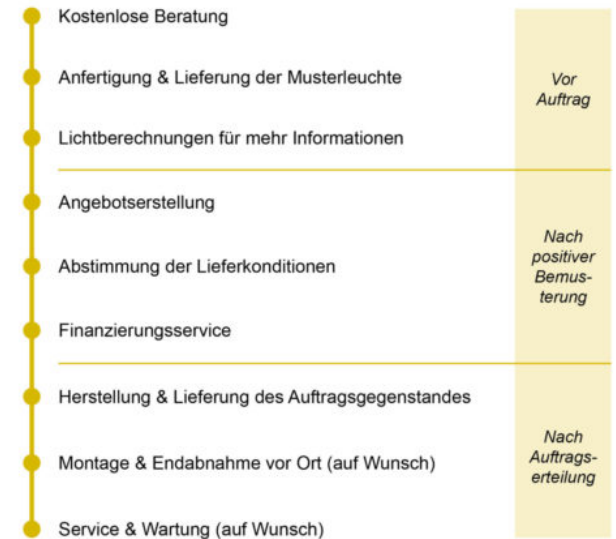 Kostenlose Beratung
Anfertigung & Lieferung der Musterleuchte
Lichtberechnungen für mehr Informationen
Vor
Auftrag
Angebotserstellung
Abstimmung der Lieferkonditionen
Finanzierungsservice
Nach
positiver
Bemus-
terung
Herstellung & Lieferung des Auftragsgegenstandes
Montage & Endabnahme vor Ort (auf Wunsch)
Service & Wartung (auf Wunsch)
Nach
Auftrags-
erteilung